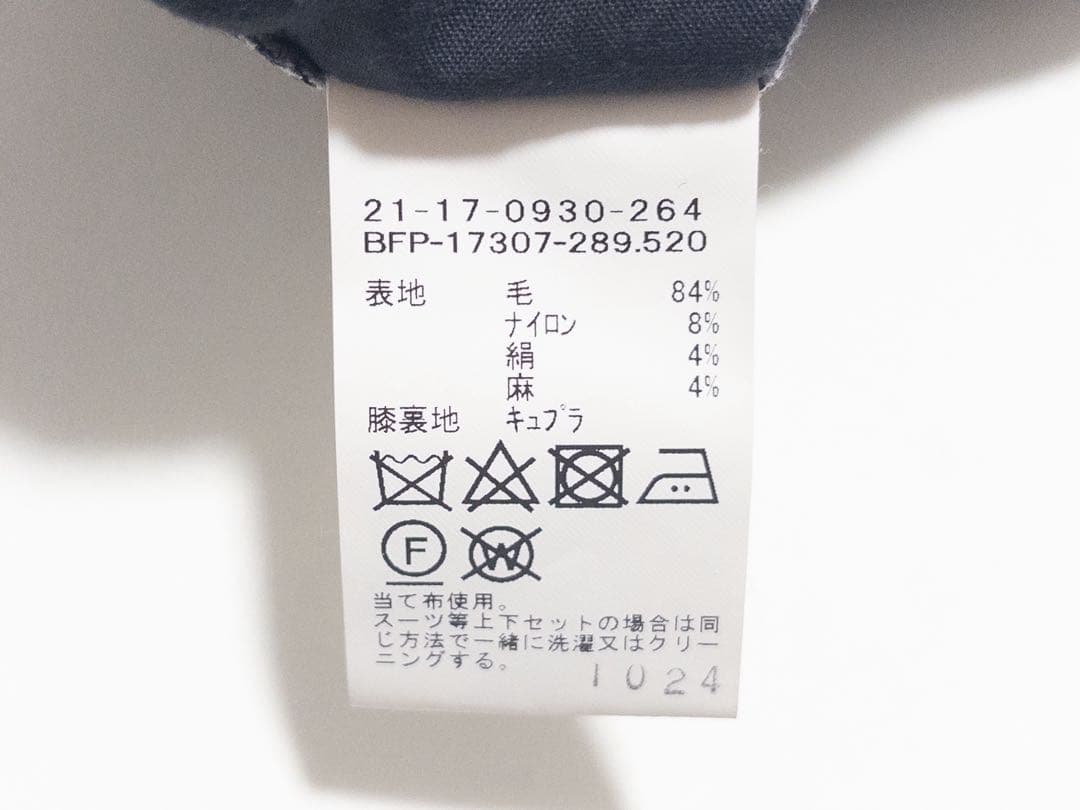 21-17-0930-264
BFP-17307-289.520
表地 毛 84%
ナイロン 8%
絹 4%
麻 4%
膝裏地 キュプラ
F W
当て布使用。
スーツ等上下セットの場合は同
じ方法で一緒に洗濯又はクリー
ニングする。
1024